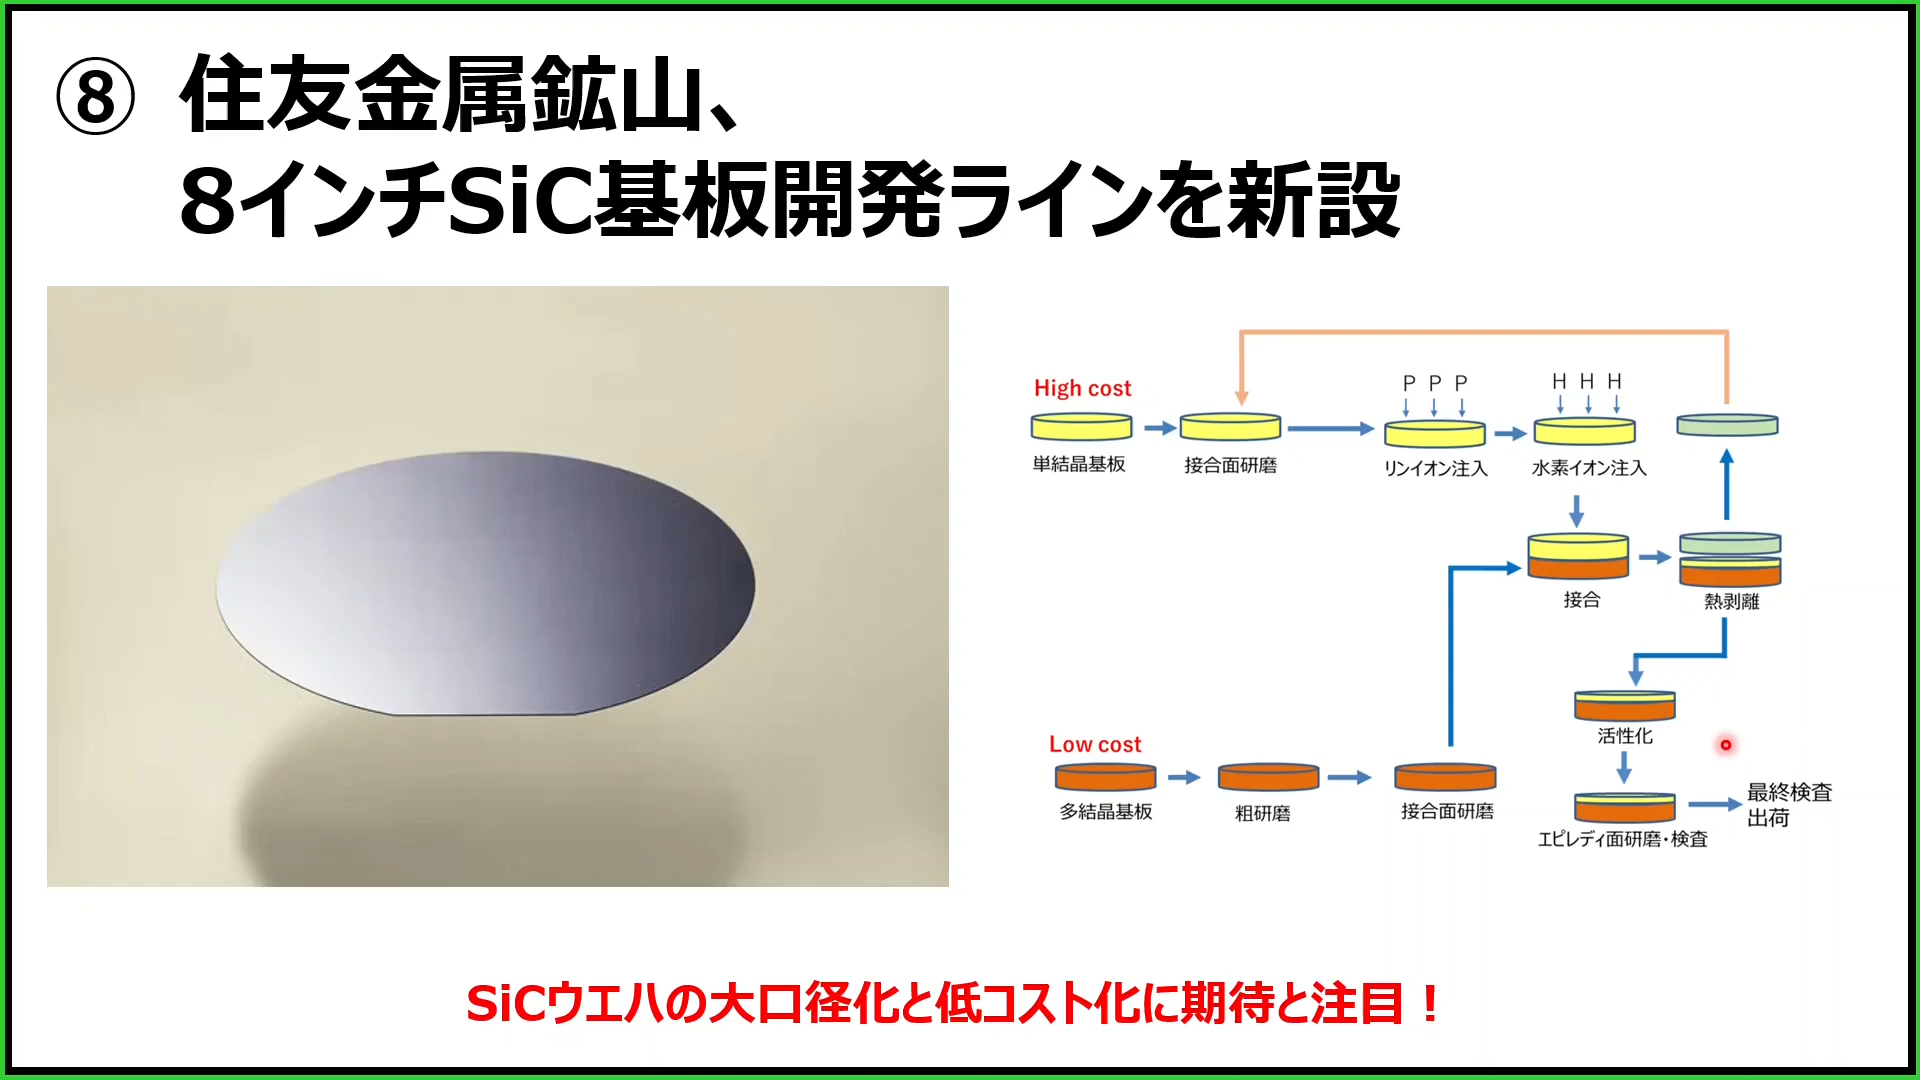 ⑧ 住友金属鉱山、
8インチSiC基板開発ラインを新設
High cost
単結晶基板
接合面研磨
P P P
リンイオン注入
H H H
水素イオン注入
接合
熱剥離
活性化
Low cost
多結晶基板
粗研磨
接合面研磨
エピレディ面研磨・検査
最終検査
出荷
SiCウエハの大口径化と低コスト化に期待と注目！